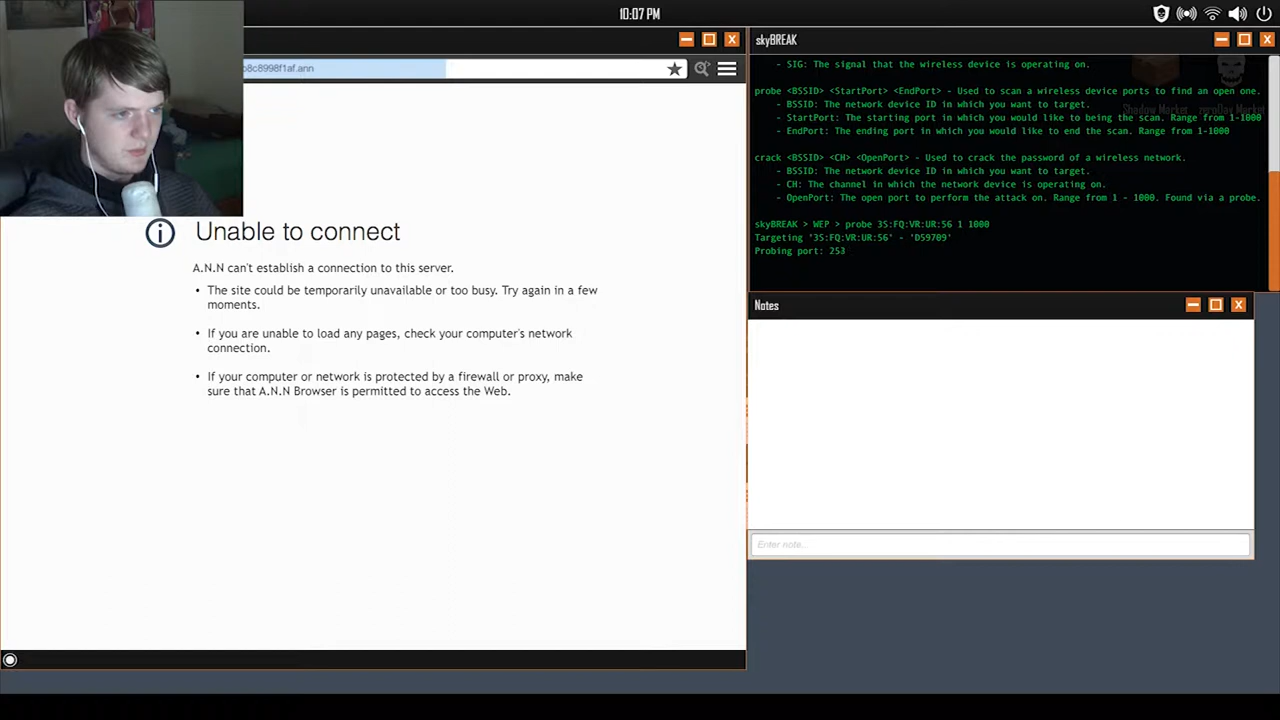 10:07 PM
skyBREAK
b8c8998f1af.ann
- SIG: The signal that the wireless device is operating on.
probe <BSSID> <StartPort> <EndPort> - Used to scan a wireless device ports to find an open one.
- BSSID: The network device ID in which you want to target.
- StartPort: The starting port in which you would like to being the scan. Range from 1-1000
- EndPort: The ending port in which you would like to end the scan. Range from 1-1000
Shadow Market
zeroDay Market
crack <BSSID> <CH> <OpenPort> - Used to crack the password of a wireless network.
- BSSID: The network device ID in which you want to target.
- CH: The channel in which the network device is operating on.
- OpenPort: The open port to perform the attack on. Range from 1 - 1000. Found via a probe.
skyBREAK > WEP > probe 3S:FQ:VR:UR:56 1 1000
Targeting '3S:FQ:VR:UR:56' - 'D59709'
Probing port: 253
Unable to connect
A.N.N can't establish a connection to this server.
• The site could be temporarily unavailable or too busy. Try again in a few
moments.
• If you are unable to load any pages, check your computer's network
connection.
• If your computer or network is protected by a firewall or proxy, make
sure that A.N.N Browser is permitted to access the Web.
Notes
Enter note...